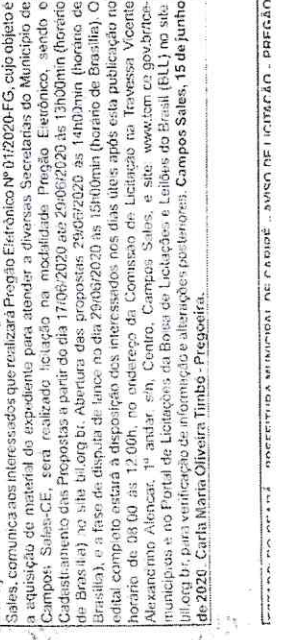 Sales, comunica aos interessados que realizará Pregão Eletrônico Nº 01/2020-FG, cujo objeto é
a aquisição de material de expediente para atender a diversas Secretarias do Município de
Campos Sales-CE, será realizado licitação na modalidade Pregão Eletrônico, sendo o
Cadastramento das Propostas a partir do dia 17/06/2020 até 29/06/2020 às 13h00min (horário
de Brasília) no site bll.org.br. Abertura das propostas 29/06/2020 às 14h00min (horário de
Brasília), e a fase de disputa de lance no dia 29/06/2020 às 15h00min (horário de Brasília). O
edital completo estará à disposição dos interessados nos dias úteis após esta publicação no
horário de 08:00 às 12:00h, no endereço da Comissão de Licitação na Travessa Vicente
Alexandrino Alencar, 1º andar s/n, Centro, Campos Sales, e site www.tcm.ce.gov.br/tce-
municipios e no Portal de Licitações da Bolsa de Licitações e Leilões do Brasil (BLL) no site
bll.org.br, para verificação de informação e alterações posteriores. Campos Sales, 15 de junho
de 2020. Carla Maria Oliveira Timbó - Pregoeira.
PREFEITURA MUNICIPAL DE CARIRÉ - AVISO DE LICITAÇÃO - PREGÃO